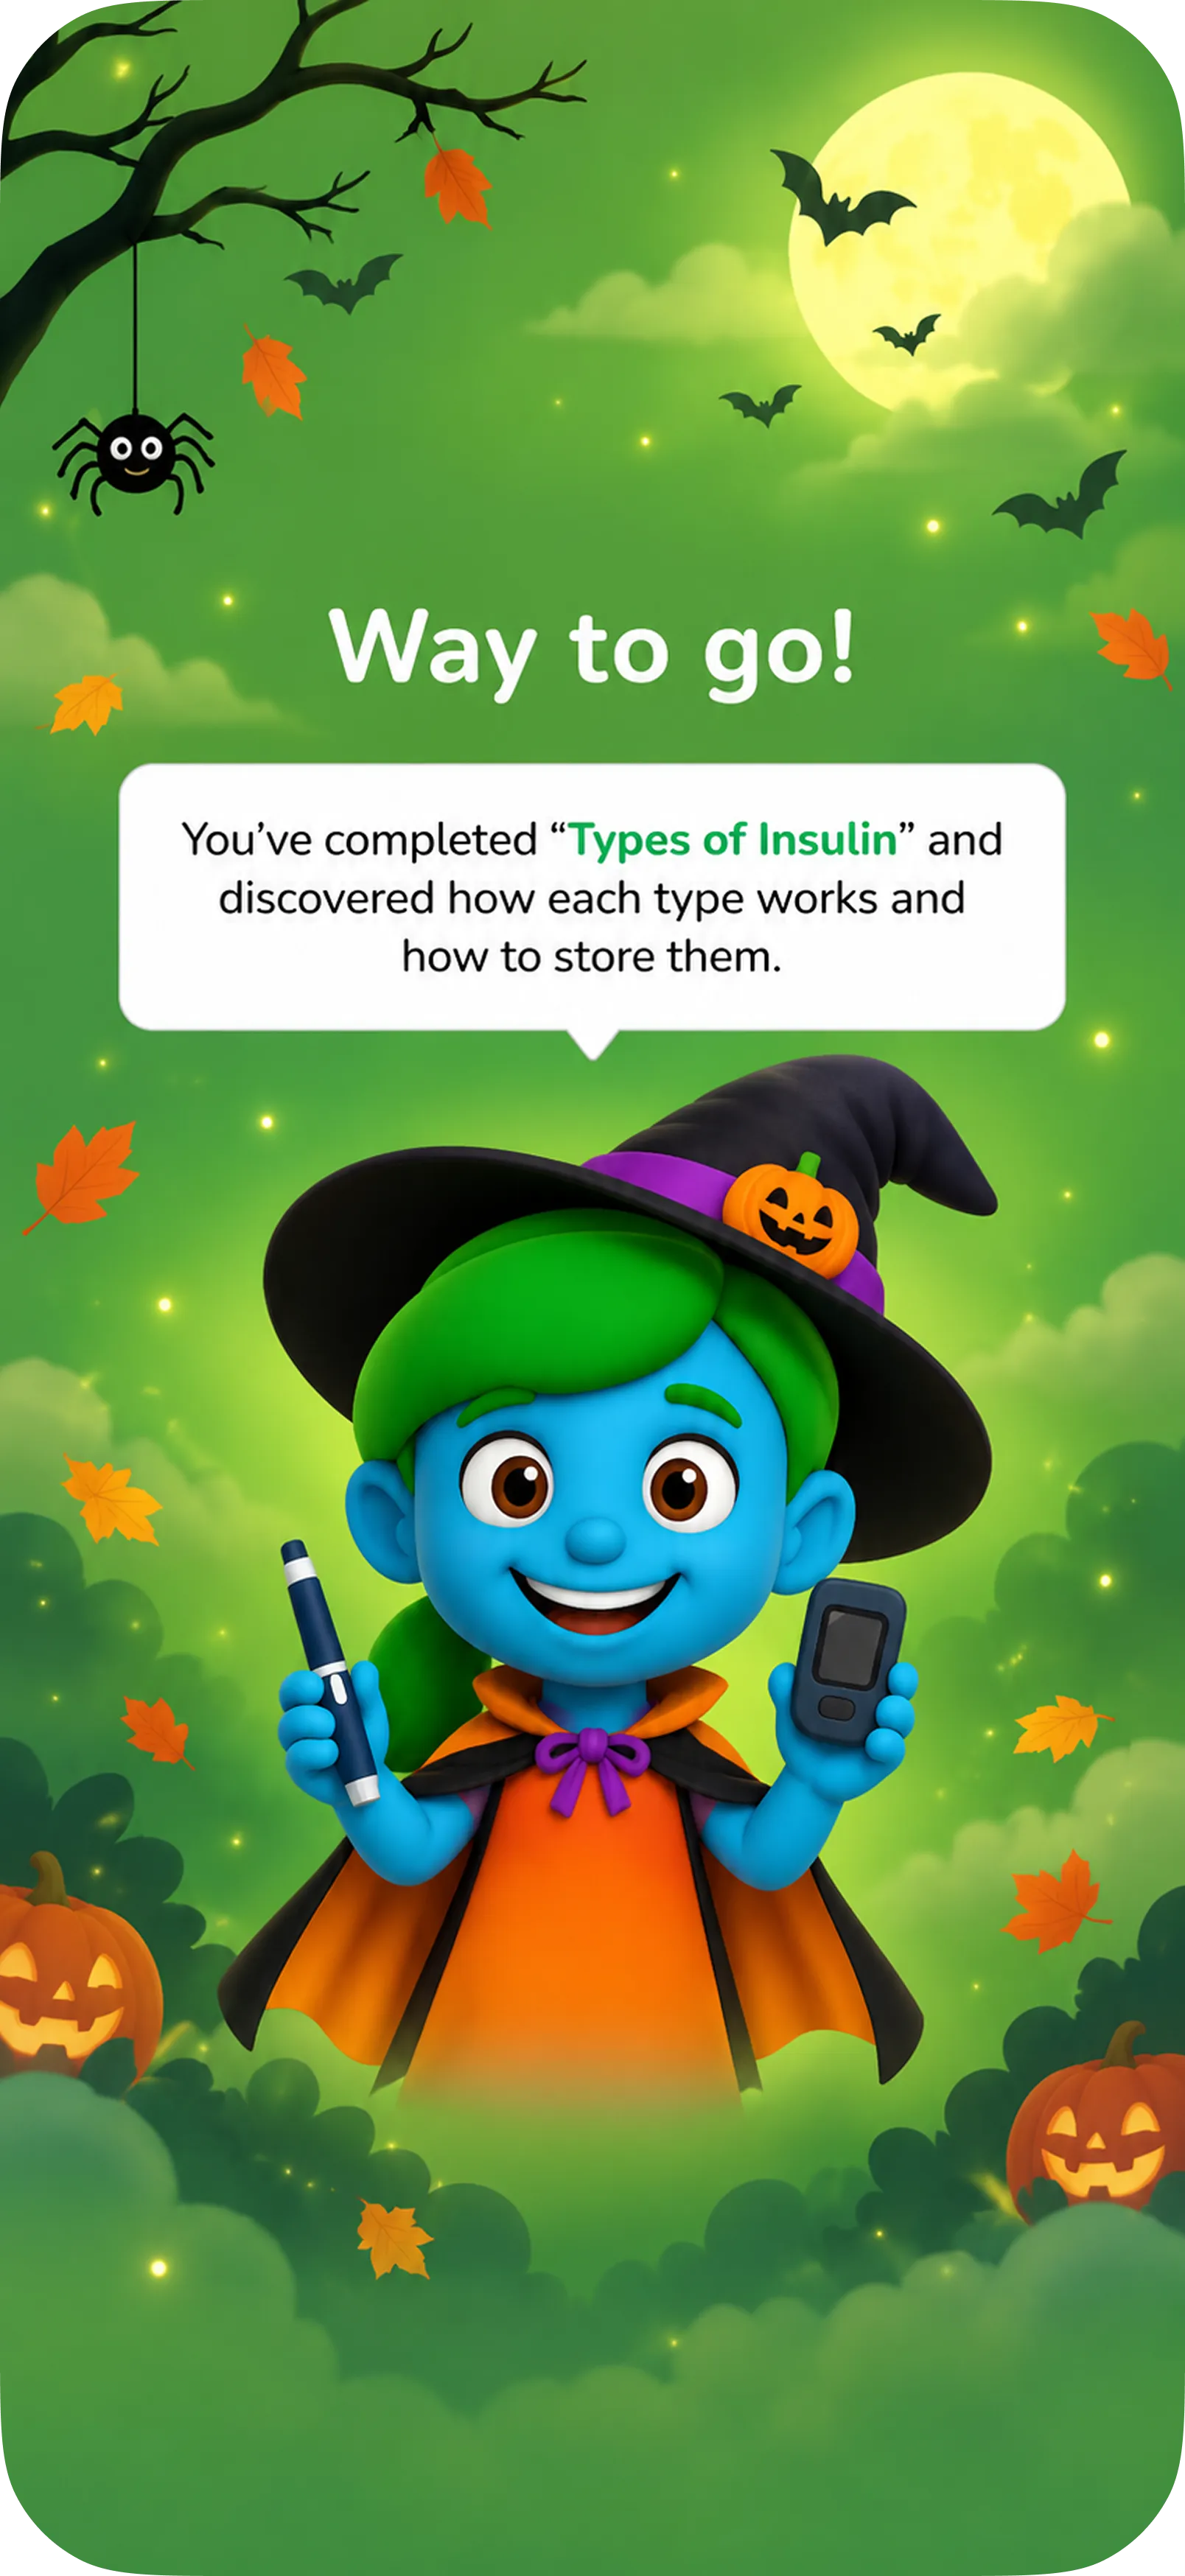 Way to go!
You’ve completed “Types of Insulin” and
discovered how each type works and
how to store them.